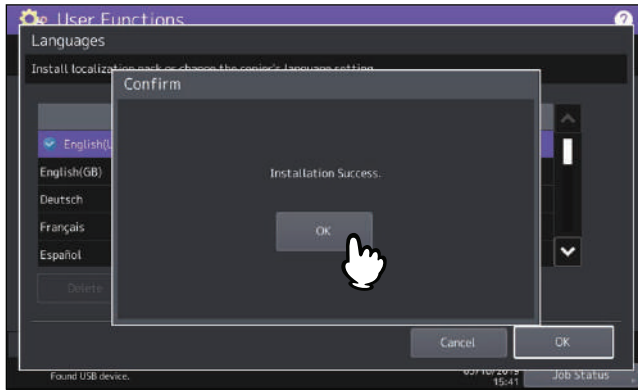 User Functions
Languages
Install localization pack or change the copier's language setting
Confirm
English(U
English(GB)
Installation Success.
Deutsch
Français
OK
Español
Delete
Cancel
OK
Found USB device.
15:41
Job Status